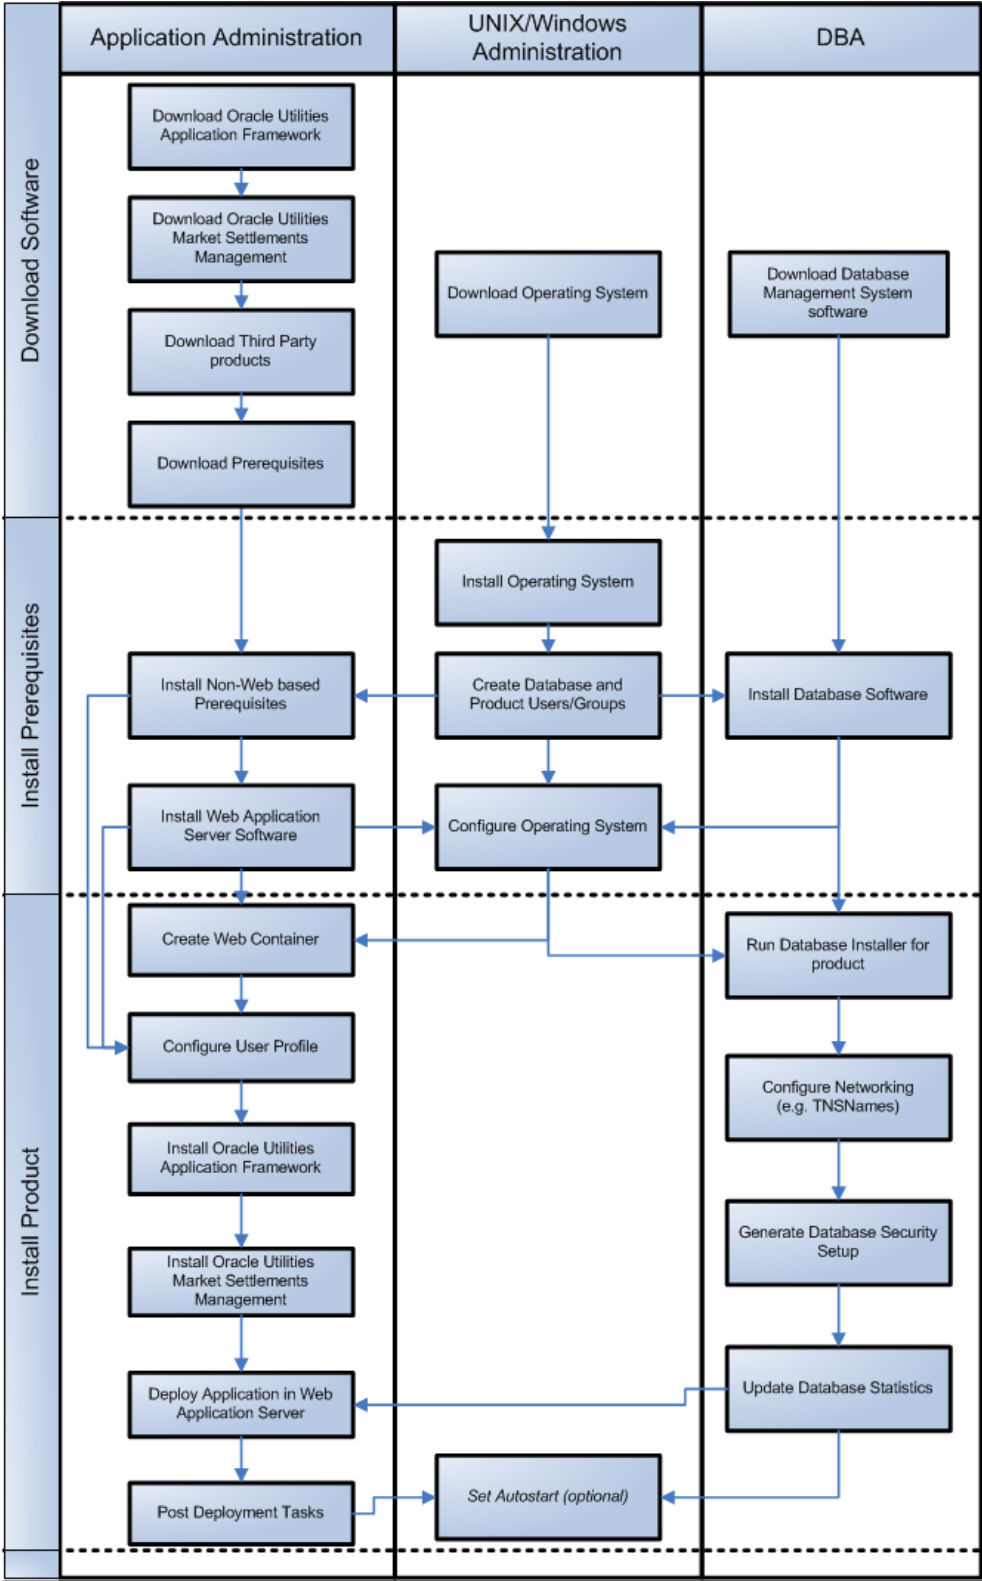 Application Administration
UNIX/Windows
Administration
DBA
Download Software
Download Oracle Utilities
Application Framework
Download Oracle Utilities
Market Settlements
Management
Download Operating System
Download Database
Management System
software
Download Third Party
products
Download Prerequisites
Install Prerequisites
Install Operating System
Install Non-Web based
Prerequisites
Create Database and
Product Users/Groups
Install Database Software
Install Web Application
Server Software
Configure Operating System
Install Product
Create Web Container
Run Database Installer for
product
Configure User Profile
Configure Networking
(e.g. TNSNames)
Install Oracle Utilities
Application Framework
Generate Database Security
Setup
Install Oracle Utilities
Market Settlements
Management
Deploy Application in Web
Application Server
Update Database Statistics
Post Deployment Tasks
Set Autostart (optional)